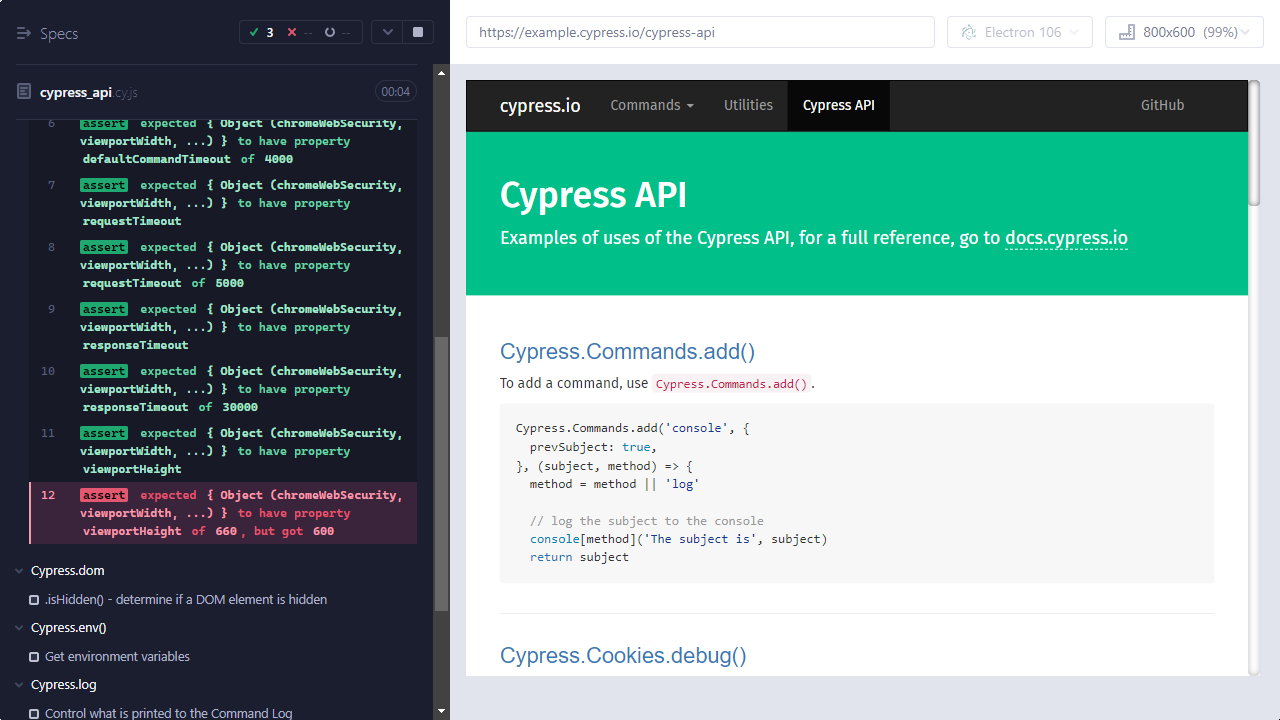 Specs
3 -- --
cypress_api.cy.js
00:04
6 assert expected { Object (chromeWebSecurity,
viewportWidth, ...) } to have property
defaultCommandTimeout of 4000
7 assert expected { Object (chromeWebSecurity,
viewportWidth, ...) } to have property
requestTimeout
8 assert expected { Object (chromeWebSecurity,
viewportWidth, ...) } to have property
requestTimeout of 5000
9 assert expected { Object (chromeWebSecurity,
viewportWidth, ...) } to have property
responseTimeout
10 assert expected { Object (chromeWebSecurity,
viewportWidth, ...) } to have property
responseTimeout of 30000
11 assert expected { Object (chromeWebSecurity,
viewportWidth, ...) } to have property
viewportHeight
12 assert expected { Object (chromeWebSecurity,
viewportWidth, ...) } to have property
viewportHeight of 660, but got 600
Cypress.dom
.isHidden() - determine if a DOM element is hidden
Cypress.env()
Get environment variables
Cypress.log
Control what is printed to the Command Log
https://example.cypress.io/cypress-api
Electron 106
800x600 (99%)
cypress.io Commands Utilities Cypress API GitHub
Cypress API
Examples of uses of the Cypress API, for a full reference, go to docs.cypress.io
Cypress.Commands.add()
To add a command, use Cypress.Commands.add().
Cypress.Commands.add('console', {
prevSubject: true,
}, (subject, method) => {
method = method || 'log'
// log the subject to the console
console[method]('The subject is', subject)
return subject
Cypress.Cookies.debug()